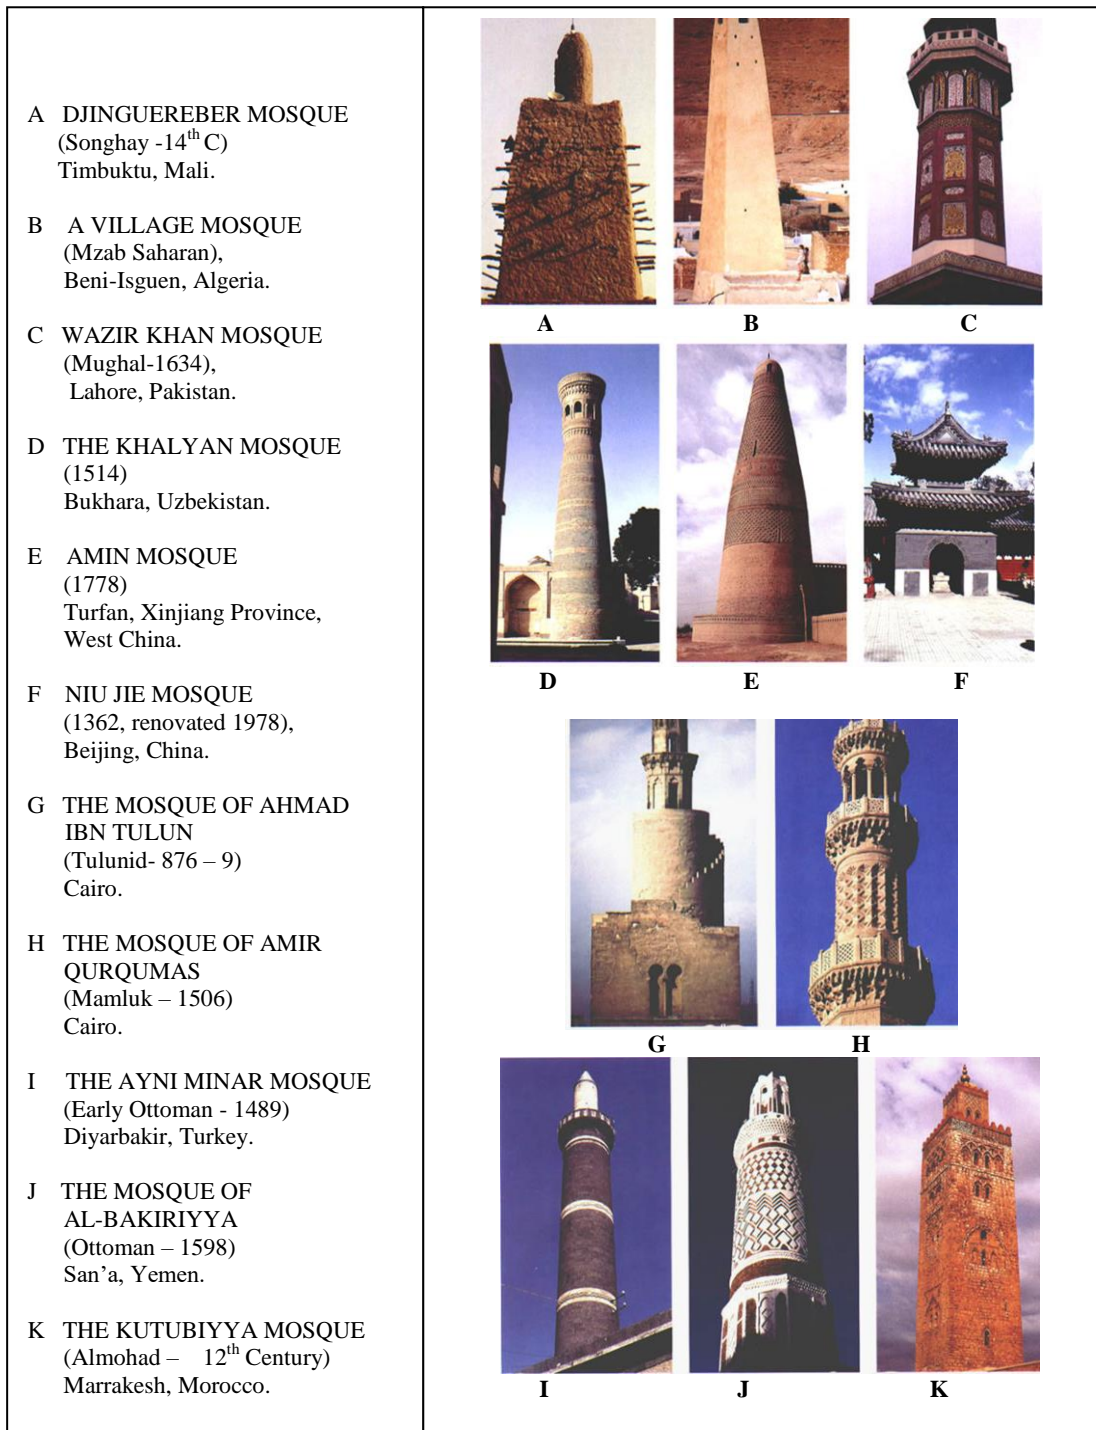 A DJINGUEREBER MOSQUE
(Songhay -14th C)
Timbuktu, Mali.
B A VILLAGE MOSQUE
(Mzab Saharan),
Beni-Isguen, Algeria.
C WAZIR KHAN MOSQUE
(Mughal-1634),
Lahore, Pakistan.
D THE KHALYAN MOSQUE
(1514)
Bukhara, Uzbekistan.
E AMIN MOSQUE
(1778)
Turfan, Xinjiang Province,
West China.
F NIU JIE MOSQUE
(1362, renovated 1978),
Beijing, China.
G THE MOSQUE OF AHMAD
IBN TULUN
(Tulunid- 876 – 9)
Cairo.
H THE MOSQUE OF AMIR
QURQUMAS
(Mamluk – 1506)
Cairo.
I THE AYNI MINAR MOSQUE
(Early Ottoman - 1489)
Diyarbakir, Turkey.
J THE MOSQUE OF
AL-BAKIRIYYA
(Ottoman – 1598)
San’a, Yemen.
K THE KUTUBIYYA MOSQUE
(Almohad – 12th Century)
Marrakesh, Morocco.
A B C
D E F
G H
I J K